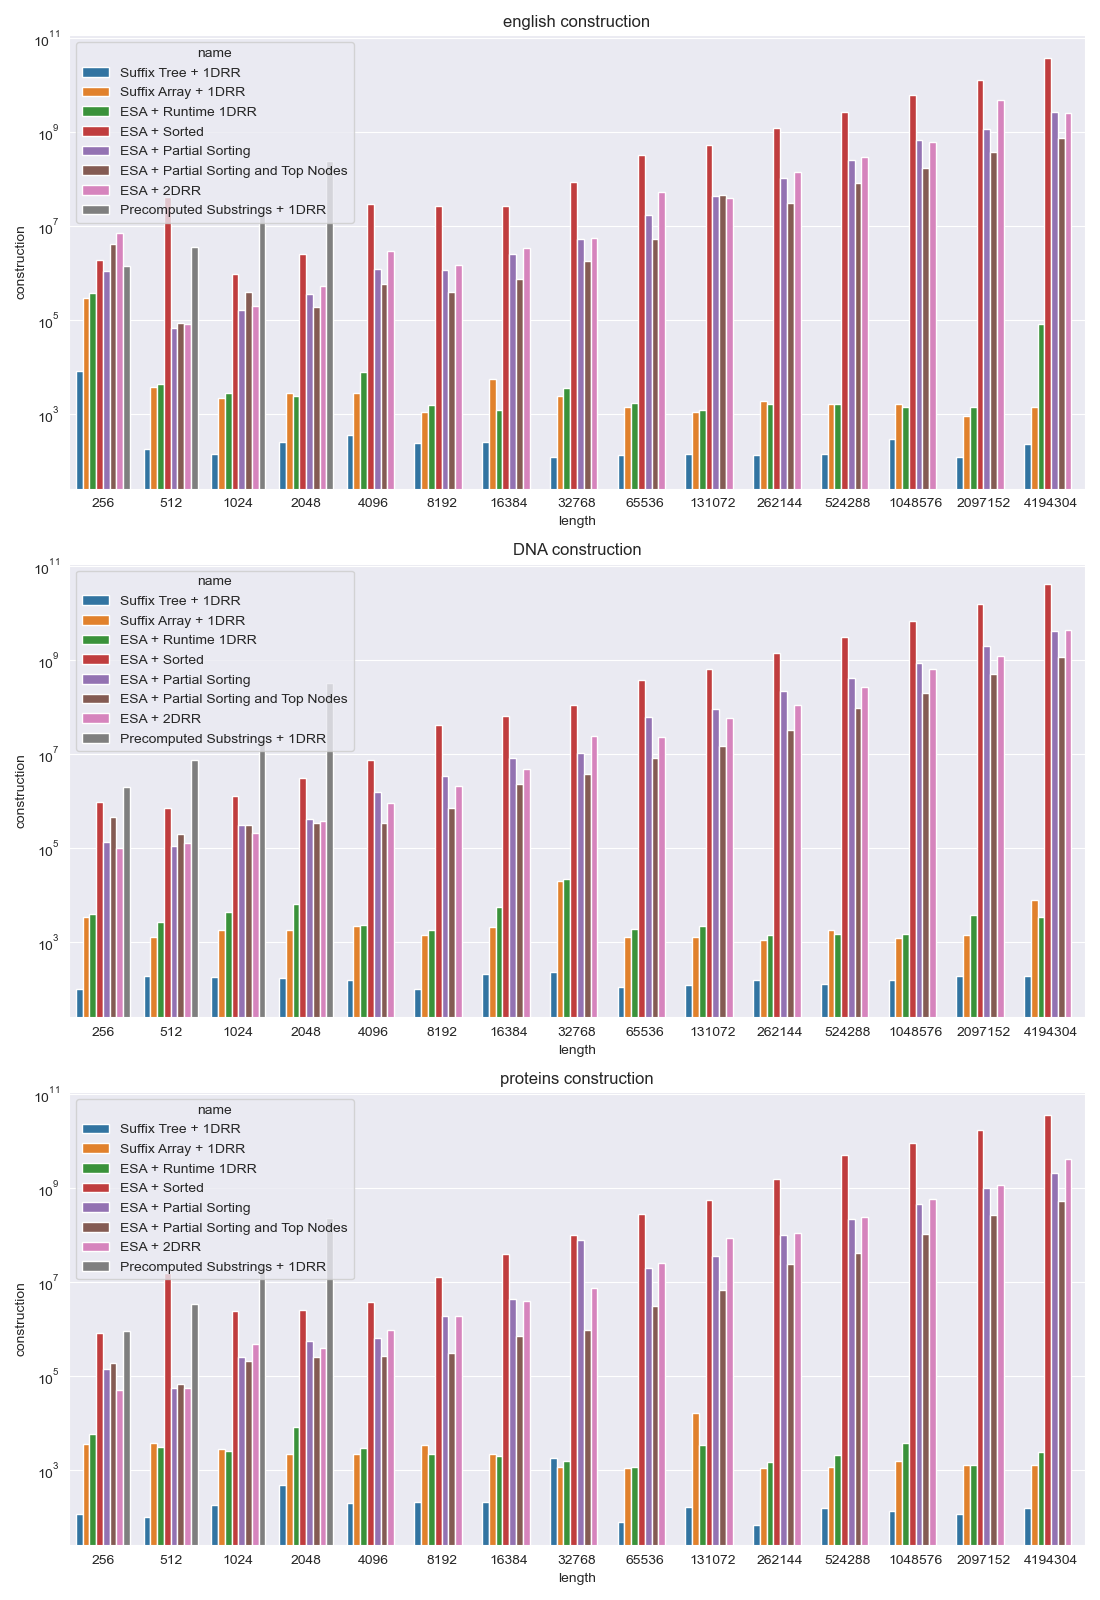 english construction
10^11
10^9
10^7
10^5
10^3
construction
name
Suffix Tree + 1DRR
Suffix Array + 1DRR
ESA + Runtime 1DRR
ESA + Sorted
ESA + Partial Sorting
ESA + Partial Sorting and Top Nodes
ESA + 2DRR
Precomputed Substrings + 1DRR
256 512 1024 2048 4096 8192 16384 32768 65536 131072 262144 524288 1048576 2097152 4194304
length
DNA construction
10^11
10^9
10^7
10^5
10^3
construction
name
Suffix Tree + 1DRR
Suffix Array + 1DRR
ESA + Runtime 1DRR
ESA + Sorted
ESA + Partial Sorting
ESA + Partial Sorting and Top Nodes
ESA + 2DRR
Precomputed Substrings + 1DRR
256 512 1024 2048 4096 8192 16384 32768 65536 131072 262144 524288 1048576 2097152 4194304
length
proteins construction
10^11
10^9
10^7
10^5
10^3
construction
name
Suffix Tree + 1DRR
Suffix Array + 1DRR
ESA + Runtime 1DRR
ESA + Sorted
ESA + Partial Sorting
ESA + Partial Sorting and Top Nodes
ESA + 2DRR
Precomputed Substrings + 1DRR
256 512 1024 2048 4096 8192 16384 32768 65536 131072 262144 524288 1048576 2097152 4194304
length